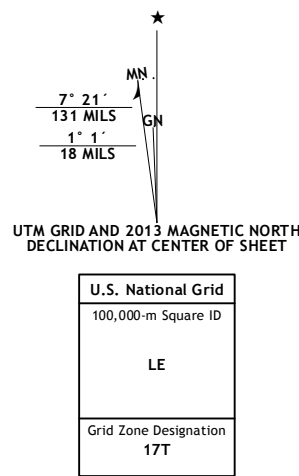 ★
MN
GN
7° 21´
131 MILS
1° 1´
18 MILS
UTM GRID AND 2013 MAGNETIC NORTH
DECLINATION AT CENTER OF SHEET
U.S. National Grid
100,000-m Square ID
LE
Grid Zone Designation
17T